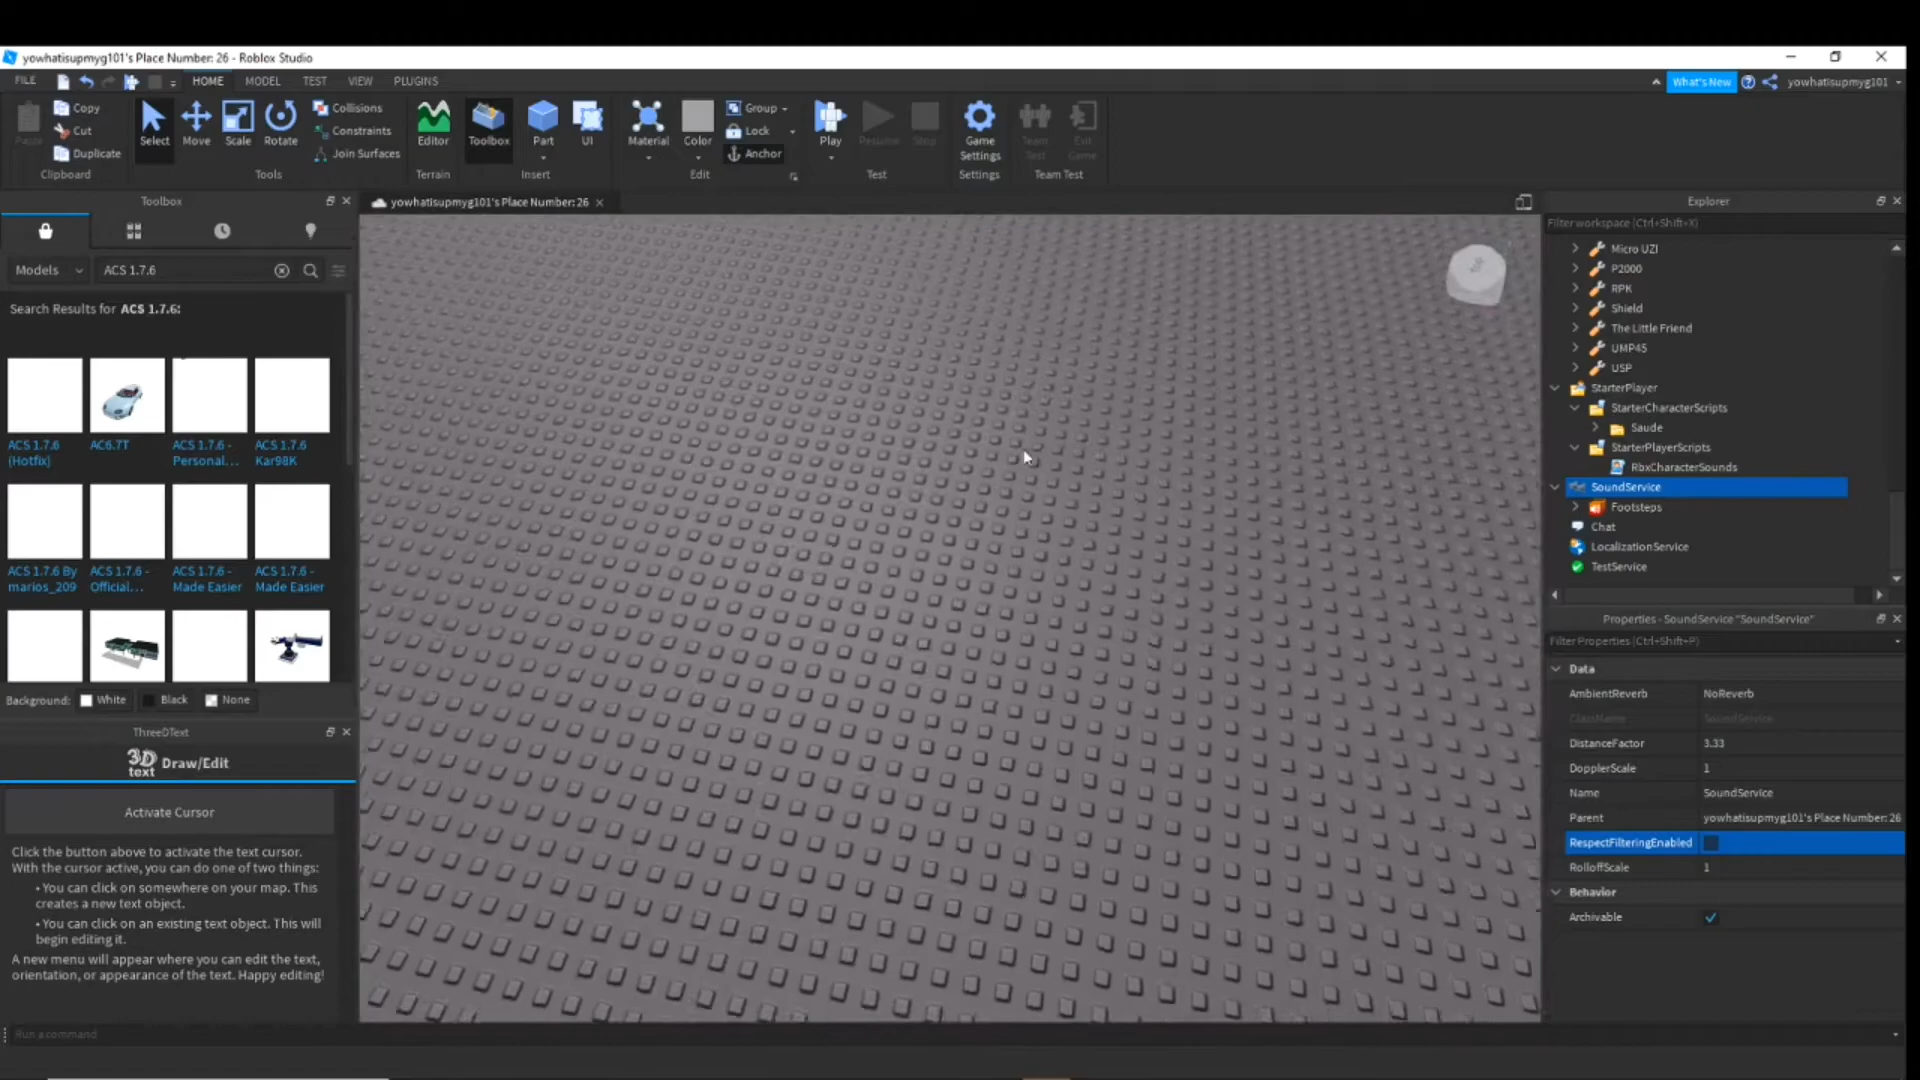 yowhatisupmyg101's Place Number: 26 - Roblox Studio
FILE HOME MODEL TEST VIEW PLUGINS What's New yowhatisupmyg101
Paste
Copy
Cut
Duplicate
Clipboard
Select Move Scale Rotate
Collisions
Constraints
Join Surfaces
Tools
Editor
Terrain
Toolbox Part UI
Insert
Material Color
Group
Lock
Anchor
Edit
Play Resume Stop
Test
Game Settings
Settings
Team Test Exit Game
Team Test
Toolbox
Models ACS 1.7.6
Search Results for ACS 1.7.6:
ACS 1.7.6 (Hotfix)
AC6.7T
ACS 1.7.6 - Personal...
ACS 1.7.6 Kar98K
ACS 1.7.6 By marios_209
ACS 1.7.6 - Official...
ACS 1.7.6 - Made Easier
ACS 1.7.6 - Made Easier
Background: White Black None
ThreeDText
3D text Draw/Edit
Activate Cursor
Click the button above to activate the text cursor.
With the cursor active, you can do one of two things:
• You can click on somewhere on your map. This
creates a new text object.
• You can click on an existing text object. This will
begin editing it.
A new menu will appear where you can edit the text,
orientation, or appearance of the text. Happy editing!
Run a command
yowhatisupmyg101's Place Number: 26
Explorer
Filter workspace (Ctrl+Shift+X)
Micro UZI
P2000
RPK
Shield
The Little Friend
UMP45
USP
StarterPlayer
StarterCharacterScripts
Saude
StarterPlayerScripts
RbxCharacterSounds
SoundService
Footsteps
Chat
LocalizationService
TestService
Properties - SoundService "SoundService"
Filter Properties (Ctrl+Shift+P)
Data
AmbientReverb NoReverb
ClassName SoundService
DistanceFactor 3.33
DopplerScale 1
Name SoundService
Parent yowhatisupmyg101's Place Number: 26
RespectFilteringEnabled
RolloffScale 1
Behavior
Archivable